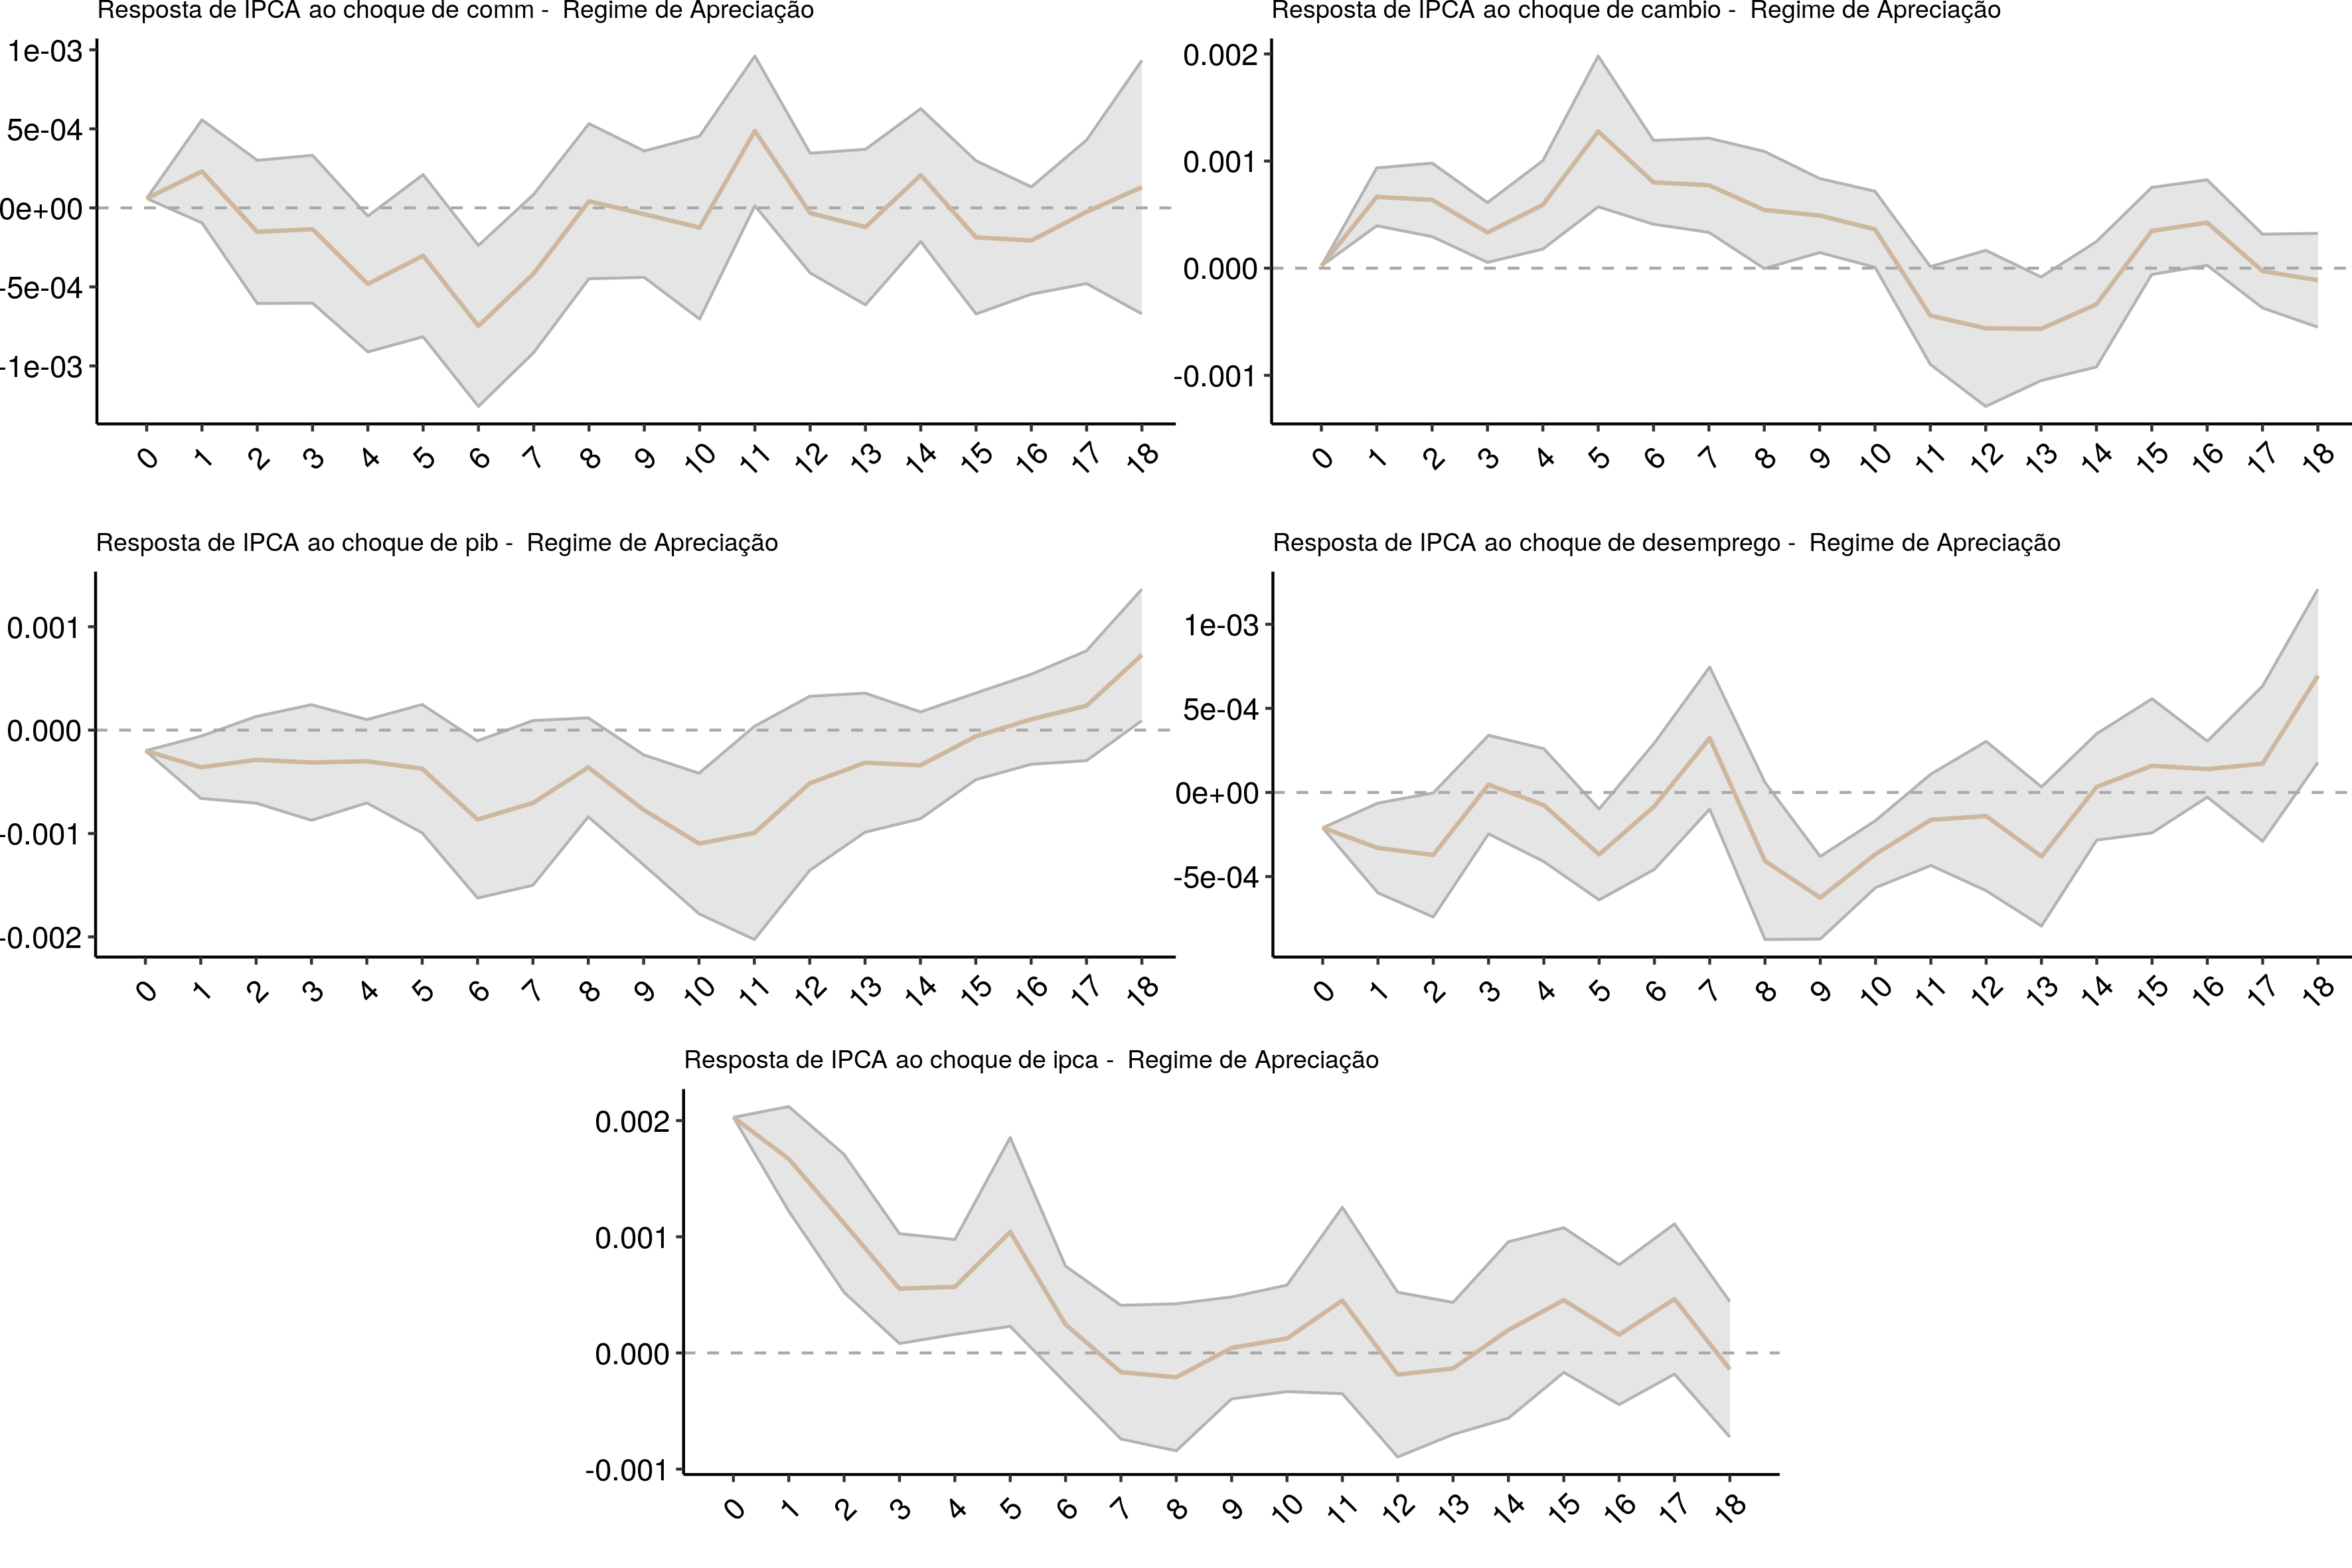 Resposta de IPCA ao choque de comm -  Regime de Apreciação
1e-03
5e-04
0e+00
-5e-04
-1e-03
0 1 2 3 4 5 6 7 8 9 10 11 12 13 14 15 16 17 18
Resposta de IPCA ao choque de cambio -  Regime de Apreciação
0.002
0.001
0.000
-0.001
0 1 2 3 4 5 6 7 8 9 10 11 12 13 14 15 16 17 18
Resposta de IPCA ao choque de pib -  Regime de Apreciação
0.001
0.000
-0.001
-0.002
0 1 2 3 4 5 6 7 8 9 10 11 12 13 14 15 16 17 18
Resposta de IPCA ao choque de desemprego -  Regime de Apreciação
1e-03
5e-04
0e+00
-5e-04
0 1 2 3 4 5 6 7 8 9 10 11 12 13 14 15 16 17 18
Resposta de IPCA ao choque de ipca -  Regime de Apreciação
0.002
0.001
0.000
-0.001
0 1 2 3 4 5 6 7 8 9 10 11 12 13 14 15 16 17 18